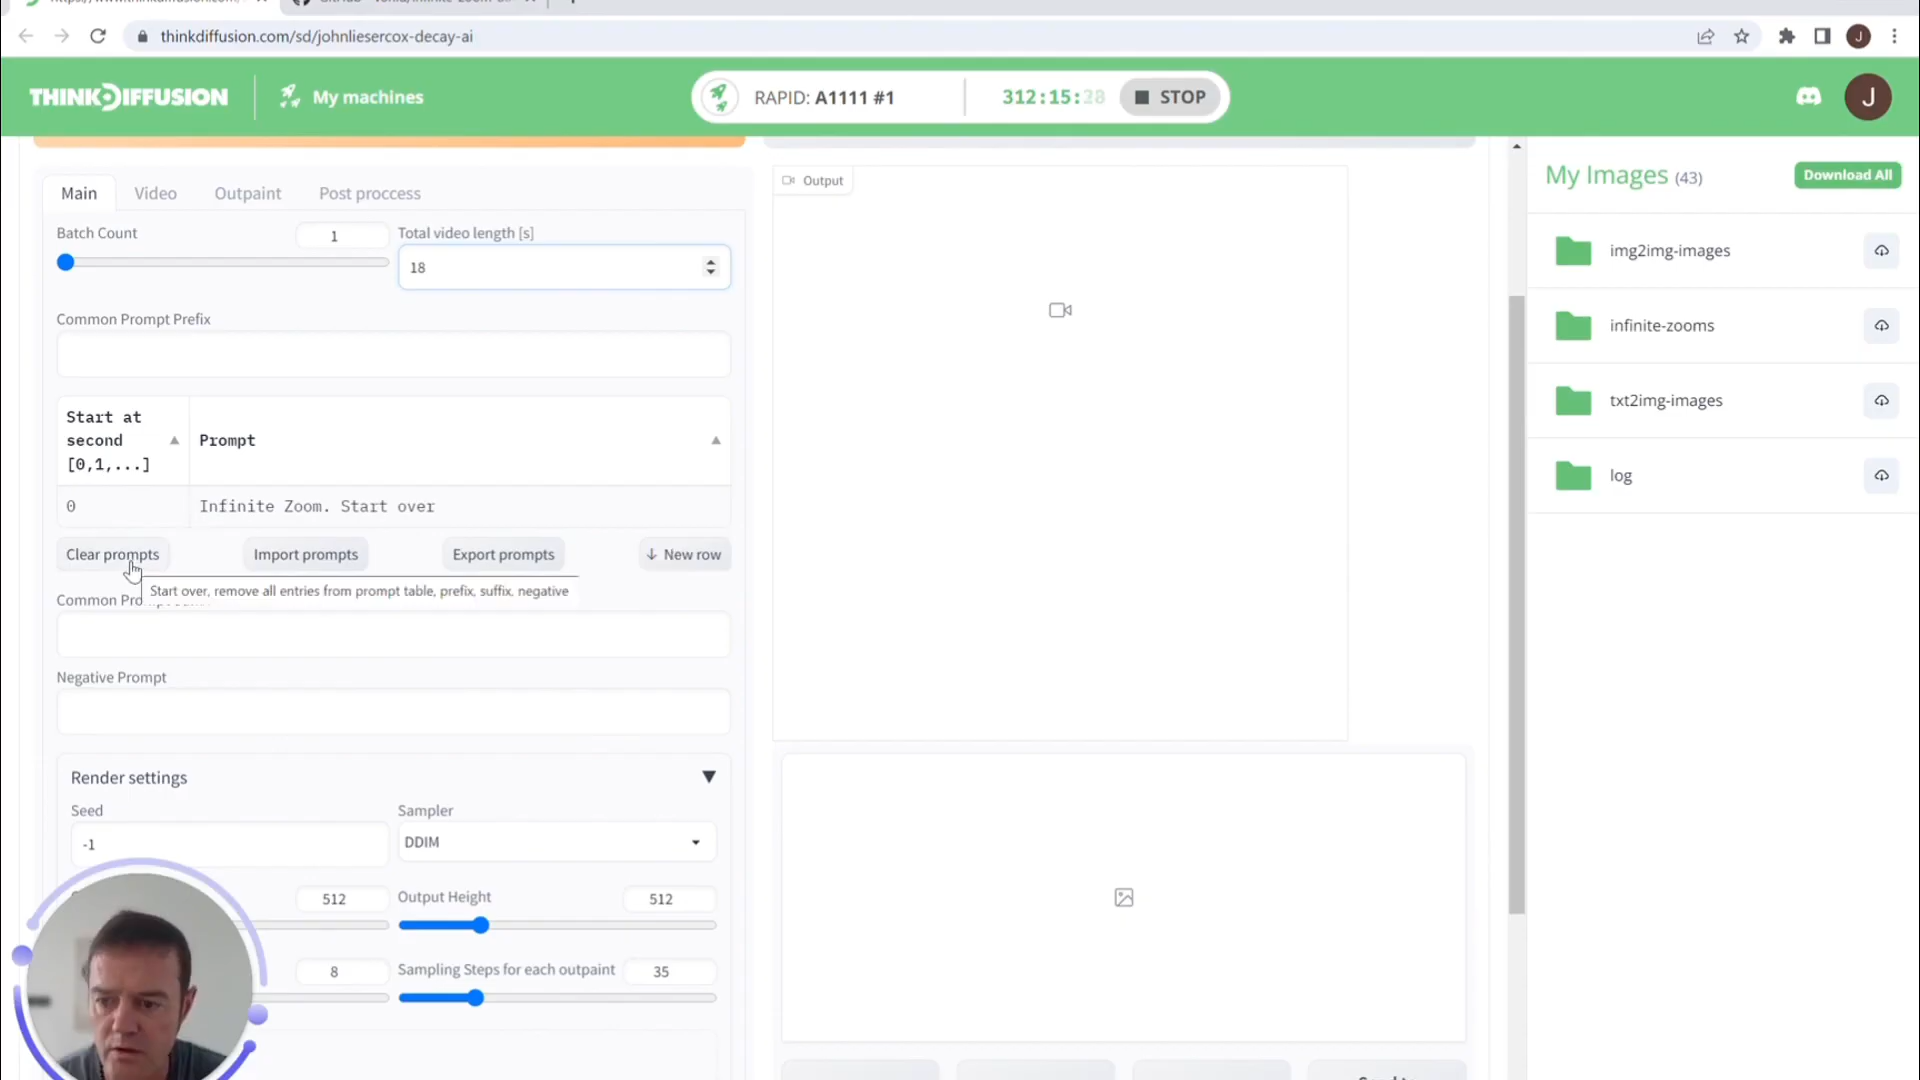 thinkdiffusion.com/sd/johnliesercox-decay-ai
J
THINKDIFFUSION
My machines
RAPID: A1111 #1
312:15:28
STOP
J
Main
Video
Outpaint
Post proccess
Output
My Images (43)
Download All
Batch Count
1
Total video length [s]
18
img2img-images
infinite-zooms
txt2img-images
log
Common Prompt Prefix
Start at
second
[0,1,...]
Prompt
0
Infinite Zoom. Start over
Clear prompts
Import prompts
Export prompts
↓ New row
Start over, remove all entries from prompt table, prefix, suffix, negative
Common
Negative Prompt
Render settings
Seed
Sampler
-1
DDIM
512
Output Height
512
8
Sampling Steps for each outpaint
35